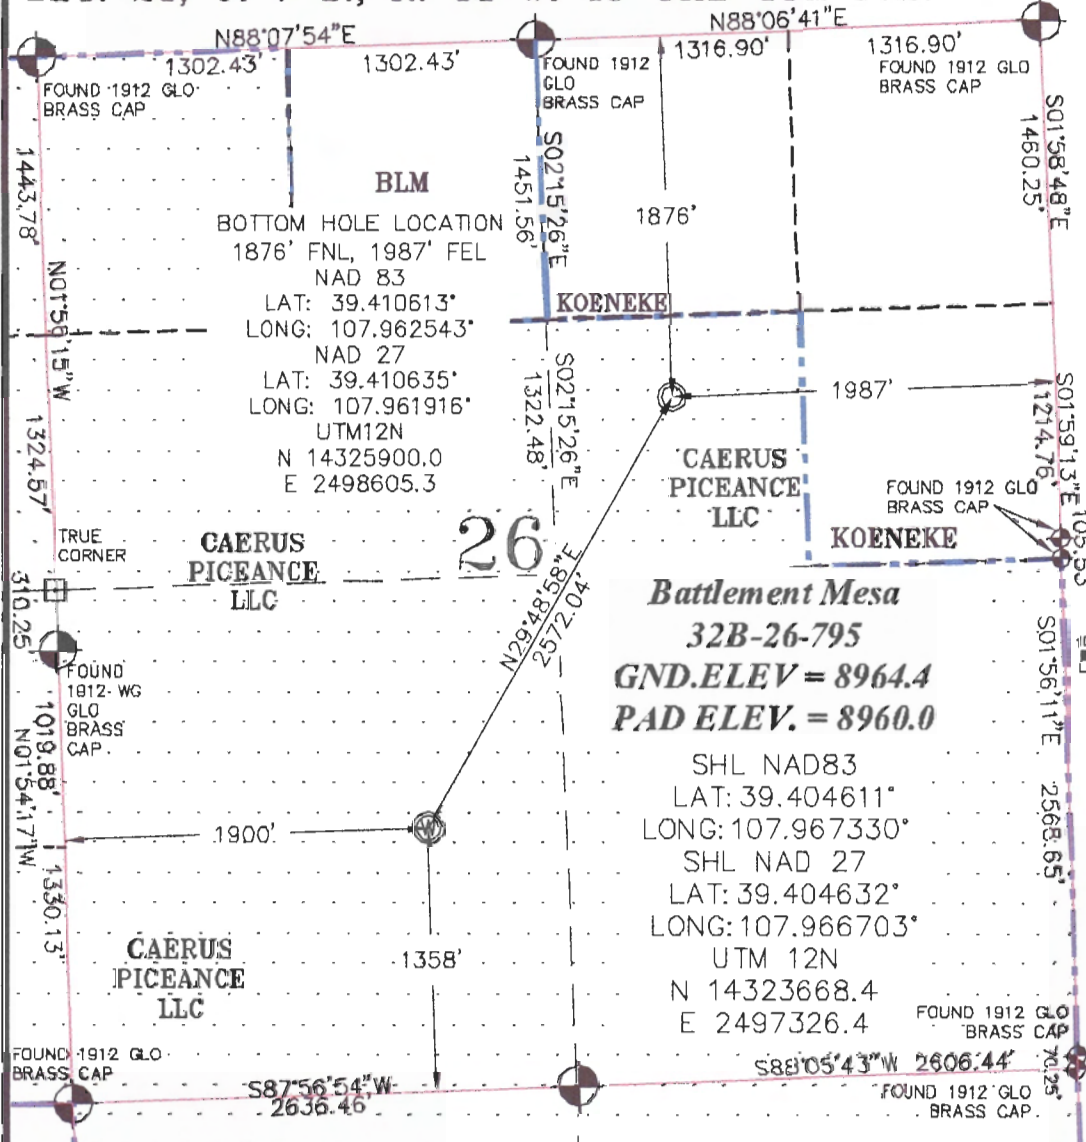 N88°07'54"E
1302.43'
1302.43'
N88°06'41"E
1316.90'
1316.90'
FOUND 1912 GLO
BRASS CAP
FOUND 1912
GLO
BRASS CAP
FOUND 1912 GLO
BRASS CAP
1443.78'
N01°56'15"W
1324.57'
S02°15'26"E
1451.56'
S01°58'48"E
1460.25'
1876'
BLM
BOTTOM HOLE LOCATION
1876' FNL, 1987' FEL
NAD 83
LAT: 39.410613°
LONG: 107.962543°
NAD 27
LAT: 39.410635°
LONG: 107.961916°
UTM12N
N 14325900.0
E 2498605.3
KOENEKE
S02°15'26"E
1322.48'
1987'
S01°59'13"E
1214.76'
105.53
CAERUS
PICEANCE
LLC
FOUND 1912 GLO
BRASS CAP
KOENEKE
TRUE
CORNER
CAERUS
PICEANCE
LLC
26
310.25
N29°48'58"E
2572.04'
Battlement Mesa
32B-26-795
GND.ELEV = 8964.4
PAD ELEV. = 8960.0
FOUND
1912 WG
GLO
BRASS
CAP
1019.88'
N01°54'17"W
1330.13'
S01°56'11"E
2568.65'
SHL NAD83
LAT: 39.404611°
LONG: 107.967330°
SHL NAD 27
LAT: 39.404632°
LONG: 107.966703°
UTM 12N
N 14323668.4
E 2497326.4
W
1900'
1358'
CAERUS
PICEANCE
LLC
FOUND 1912 GLO
BRASS CAP
FOUND 1912 GLO
BRASS CAP
S87°56'54"W
2636.46'
S88°05'43"W 2606.44'
70.25'
FOUND 1912 GLO
BRASS CAP